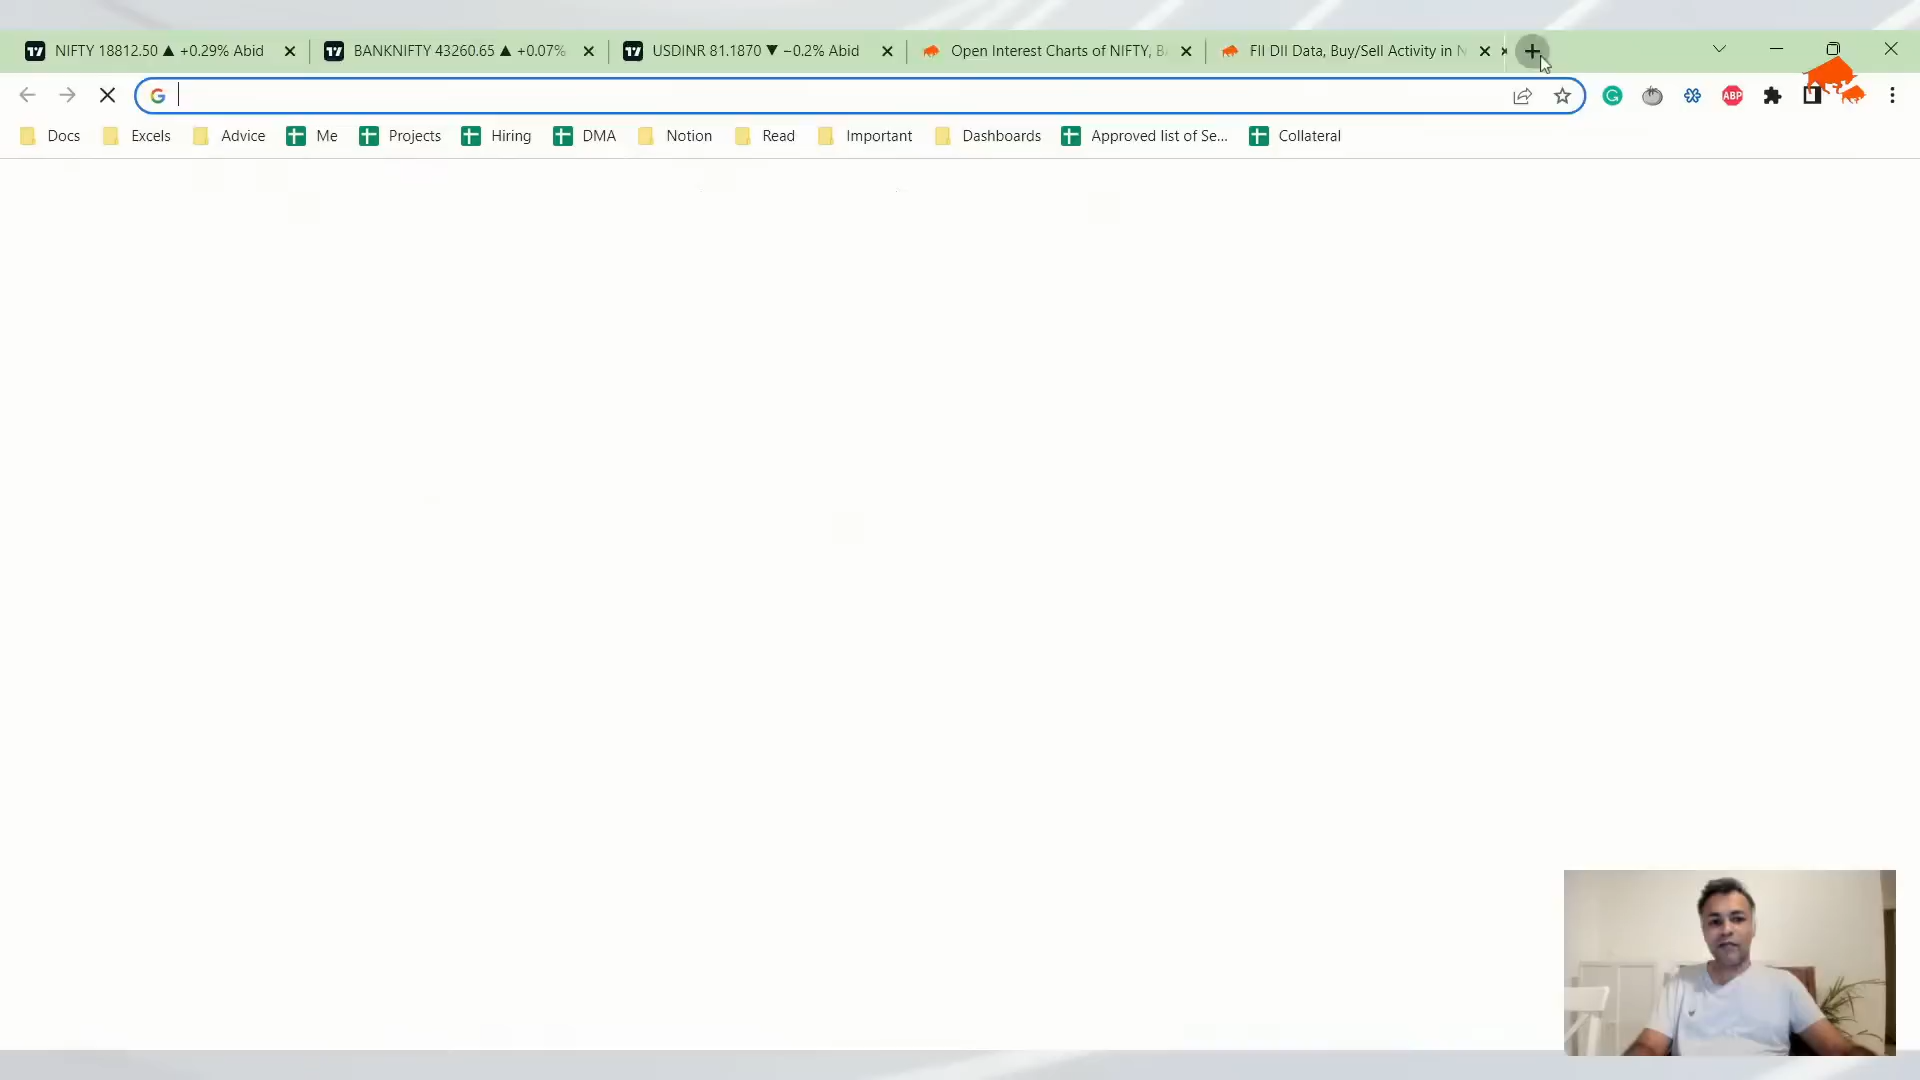 NIFTY 18812.50 ▲ +0.29% Abid
BANKNIFTY 43260.65 ▲ +0.07%
USDINR 81.1870 ▼ −0.2% Abid
Open Interest Charts of NIFTY, B
FII DII Data, Buy/Sell Activity in N
ABP
Docs Excels Advice Me Projects Hiring DMA Notion Read Important Dashboards Approved list of Se... Collateral